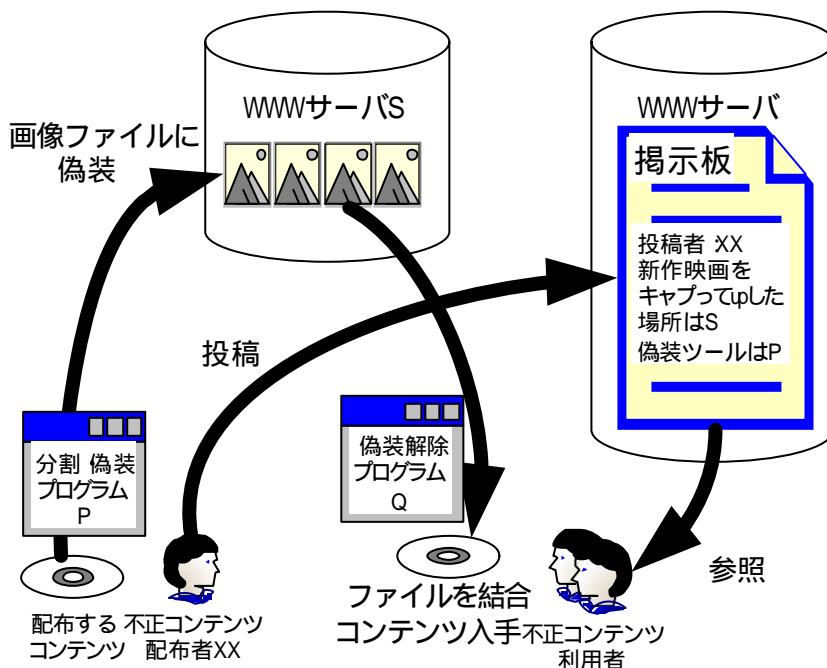 WWWサーバS
WWWサーバ
画像ファイルに
偽装
掲示板
投稿者:XX
新作映画を
キャプってupした
場所はS
偽装ツールはP
投稿
分割 偽装
プログラム
P
偽装解除
プログラム
Q
参照
配布する
コンテンツ
不正コンテンツ
配布者XX
ファイルを結合
コンテンツ入手
不正コンテンツ
利用者